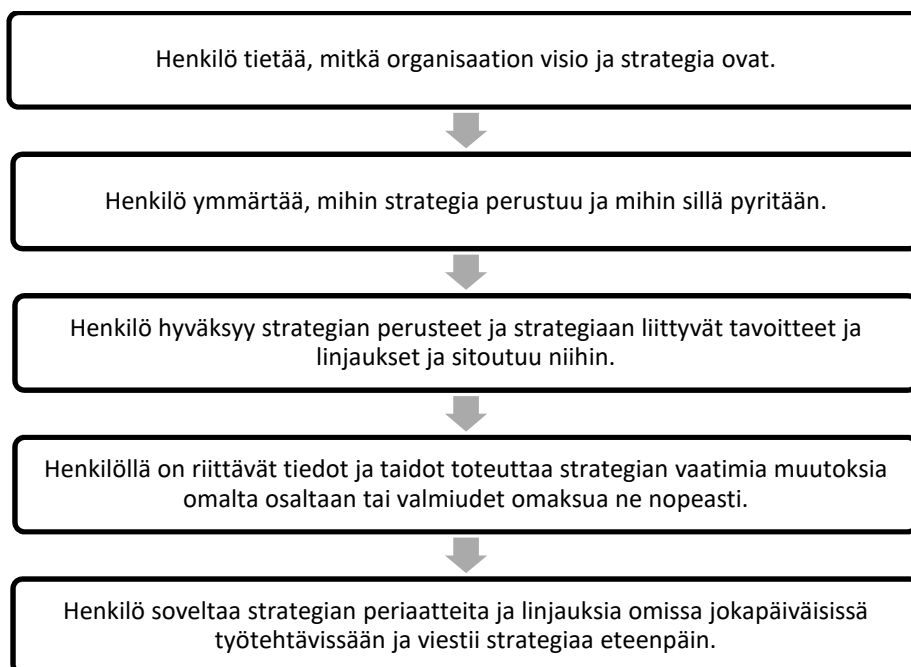 Henkilö tietää, mitkä organisaation visio ja strategia ovat.
Henkilö ymmärtää, mihin strategia perustuu ja mihin sillä pyritään.
Henkilö hyväksyy strategian perusteet ja strategiaan liittyvät tavoitteet ja
linjaukset ja sitoutuu niihin.
Henkilöllä on riittävät tiedot ja taidot toteuttaa strategian vaatimia muutoksia
omalta osaltaan tai valmiudet omaksua ne nopeasti.
Henkilö soveltaa strategian periaatteita ja linjauksia omissa jokapäiväisissä
työtehtävissään ja viestii strategiaa eteenpäin.